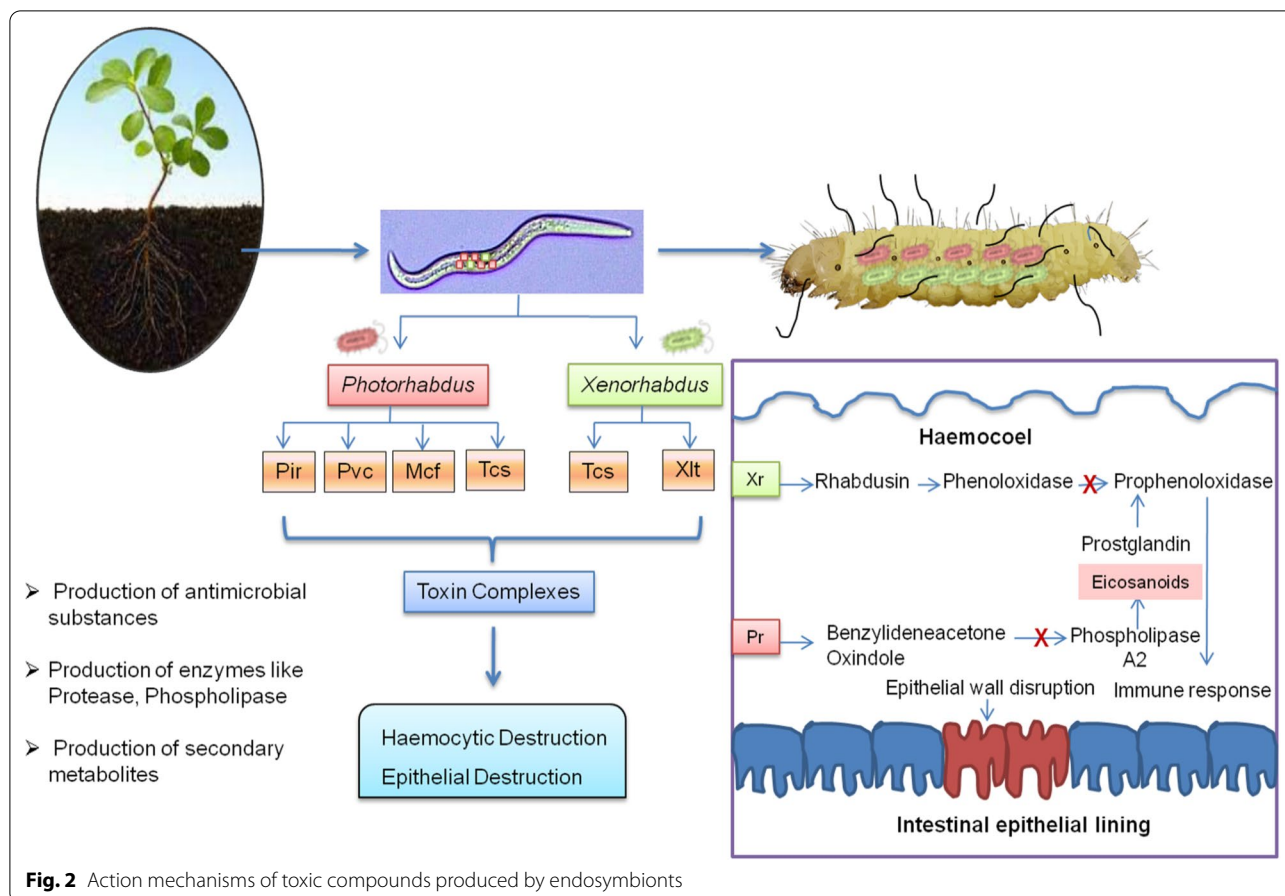 Photorhabdus
Xenorhabdus
Pir
Pvc
Mcf
Tcs
Tcs
Xlt
Toxin Complexes
Haemocytic Destruction
Epithelial Destruction
➢ Production of antimicrobial
substances
➢ Production of enzymes like
Protease, Phospholipase
➢ Production of secondary
metabolites
Haemocoel
Xr
Rhabdusin
Phenoloxidase
X
Prophenoloxidase
Prostglandin
Eicosanoids
Pr
Benzylideneacetone
Oxindole
X
Phospholipase
A2
Epithelial wall disruption
Immune response
Intestinal epithelial lining
Fig. 2 Action mechanisms of toxic compounds produced by endosymbionts